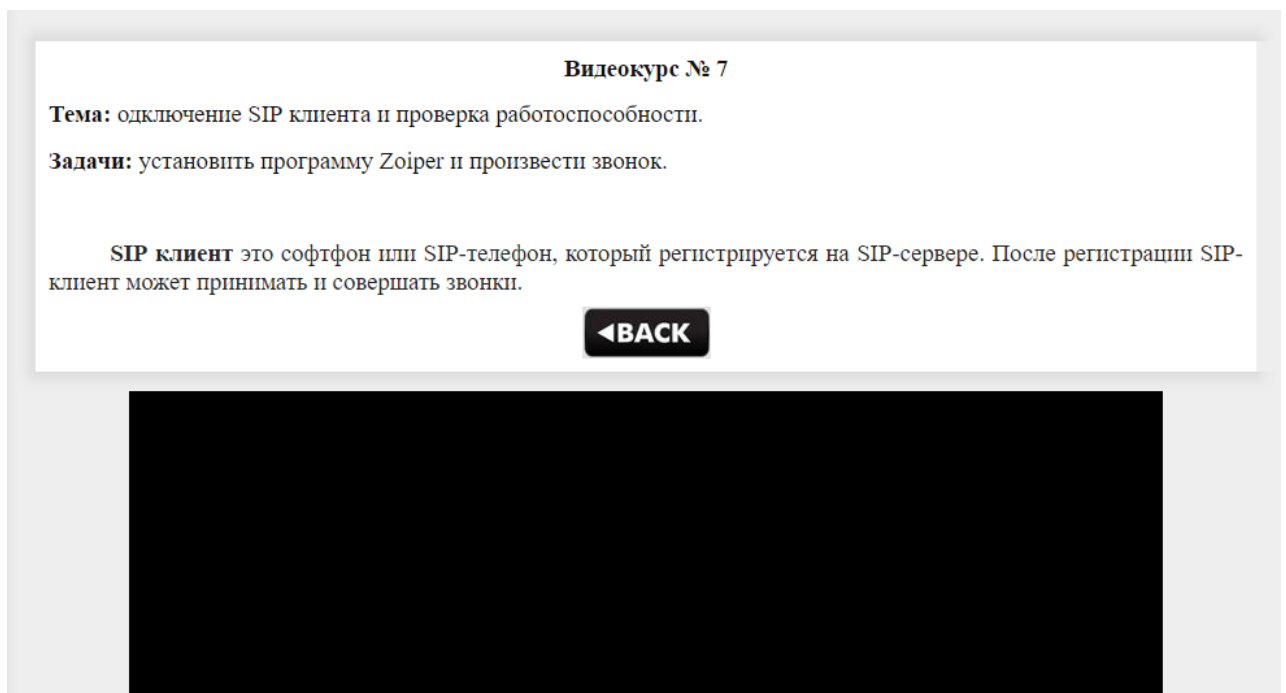 Видеокурс № 7
Тема: одключение SIP клиента и проверка работоспособности.
Задачи: установить программу Zoiper и произвести звонок.
SIP клиент это софтфон или SIP-телефон, который регистрируется на SIP-сервере. После регистрации SIP-
клиент может принимать и совершать звонки.
BACK